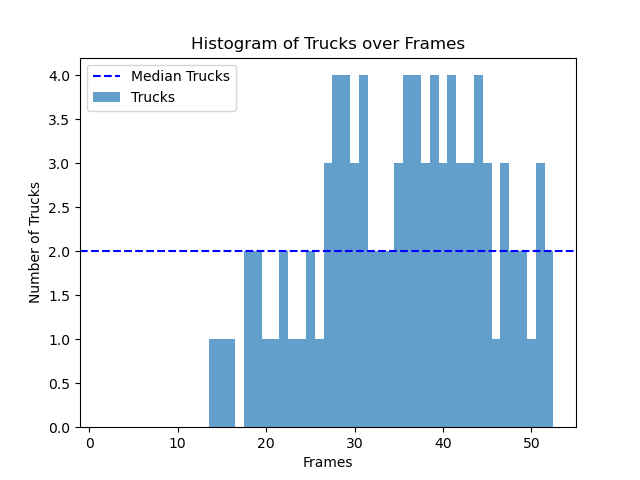 Histogram of Trucks over Frames
Median Trucks
Trucks
4.0
3.5
3.0
2.5
2.0
1.5
1.0
0.5
0.0
Number of Trucks
0 10 20 30 40 50
Frames